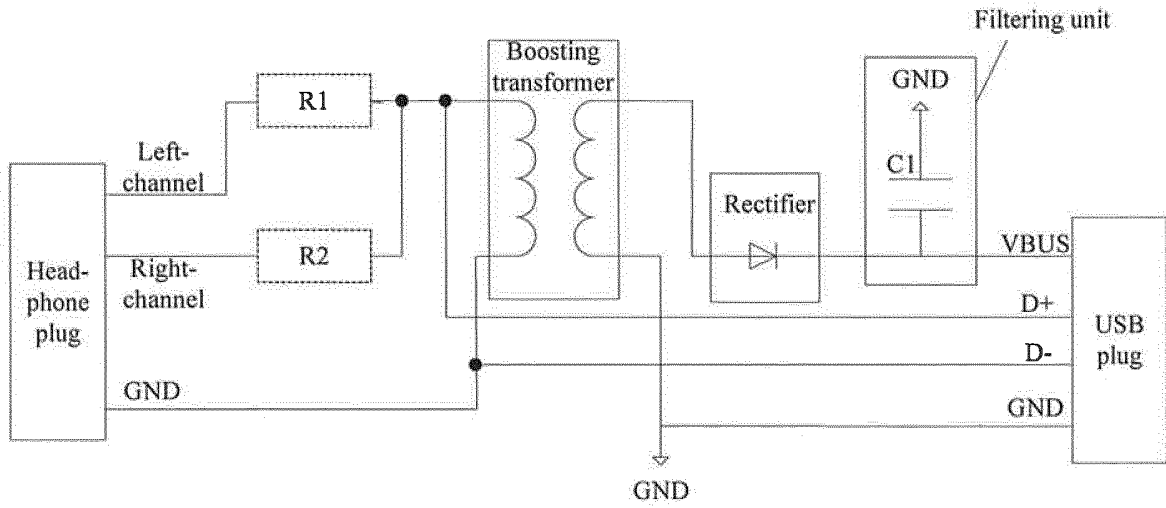 Filtering unit
Boosting
transformer
GND
R1
C1
Left-
channel
Rectifier
R2
VBUS
Right-
channel
Head-
phone
plug
D+
USB
plug
D-
GND
GND
GND